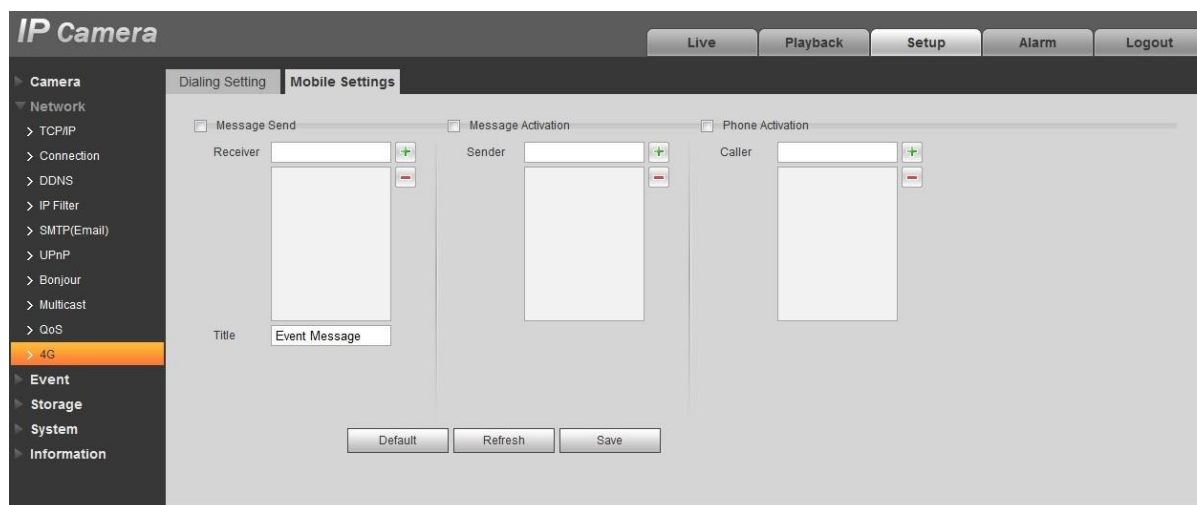 IP Camera
Live
Playback
Setup
Alarm
Logout
Camera
Network
TCP/IP
Connection
DDNS
IP Filter
SMTP(Email)
UPnP
Bonjour
Multicast
QoS
4G
Event
Storage
System
Information
Dialing Setting
Mobile Settings
Message Send
Receiver
Title
Event Message
Message Activation
Sender
Phone Activation
Caller
Default
Refresh
Save